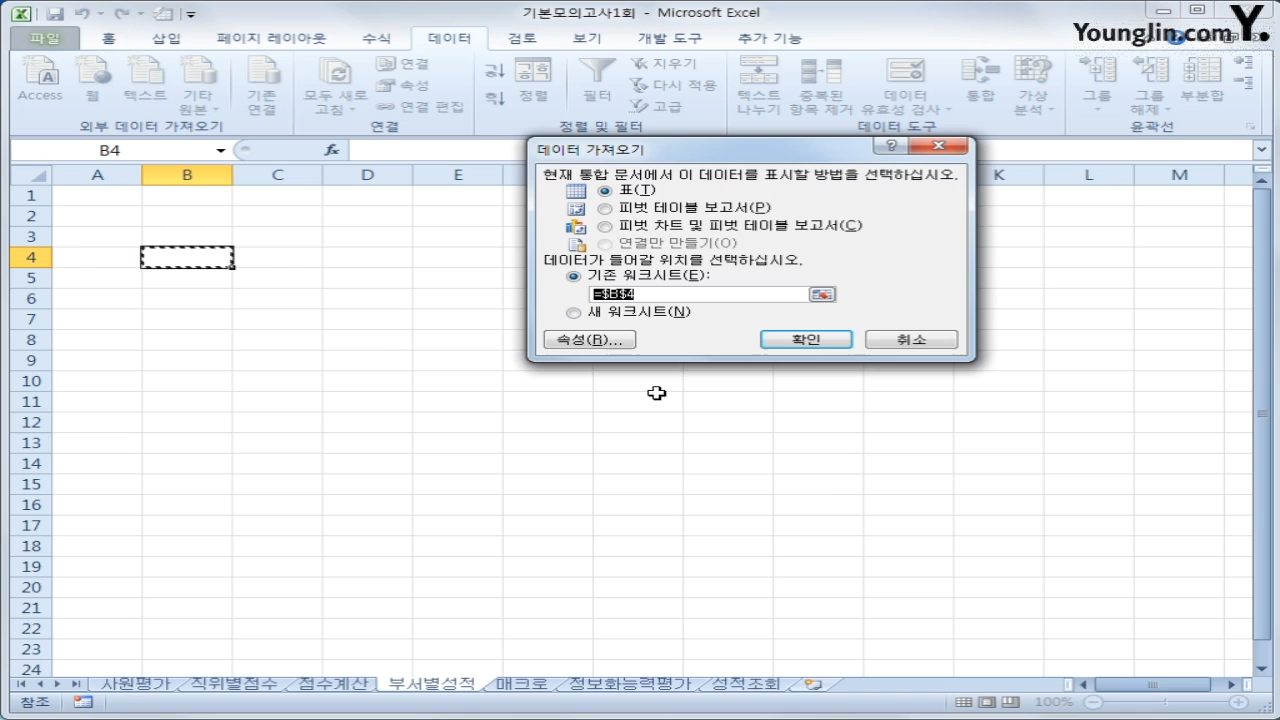 기본모의고사1회 - Microsoft Excel
Younglin.com Y.
파일 홈 삽입 페이지 레이아웃 수식 데이터 검토 보기 개발 도구 추가 기능
Access 웹 텍스트 기타 원본 기존 연결 모두 새로 고침 연결 속성 연결 편집 정렬 필터 지우기 다시 적용 고급 텍스트 나누기 중복된 항목 제거 데이터 유효성 검사 통합 가상 분석 그룹 그룹 해제 부분합
외부 데이터 가져오기 연결 정렬 및 필터 데이터 도구 윤곽선
B4 fx
데이터 가져오기
현재 통합 문서에서 이 데이터를 표시할 방법을 선택하십시오.
표(T)
피벗 테이블 보고서(P)
피벗 차트 및 피벗 테이블 보고서(C)
연결만 만들기(O)
데이터가 들어갈 위치를 선택하십시오.
기존 워크시트(E):
=$B$4
새 워크시트(N)
속성(R)... 확인 취소
A B C D E K L M
1
2
3
4
5
6
7
8
9
10
11
12
13
14
15
16
17
18
19
20
21
22
23
24
사원평가 직위별점수 점수계산 부서별성적 매크로 정보화능력평가 성적조회
참조 100%